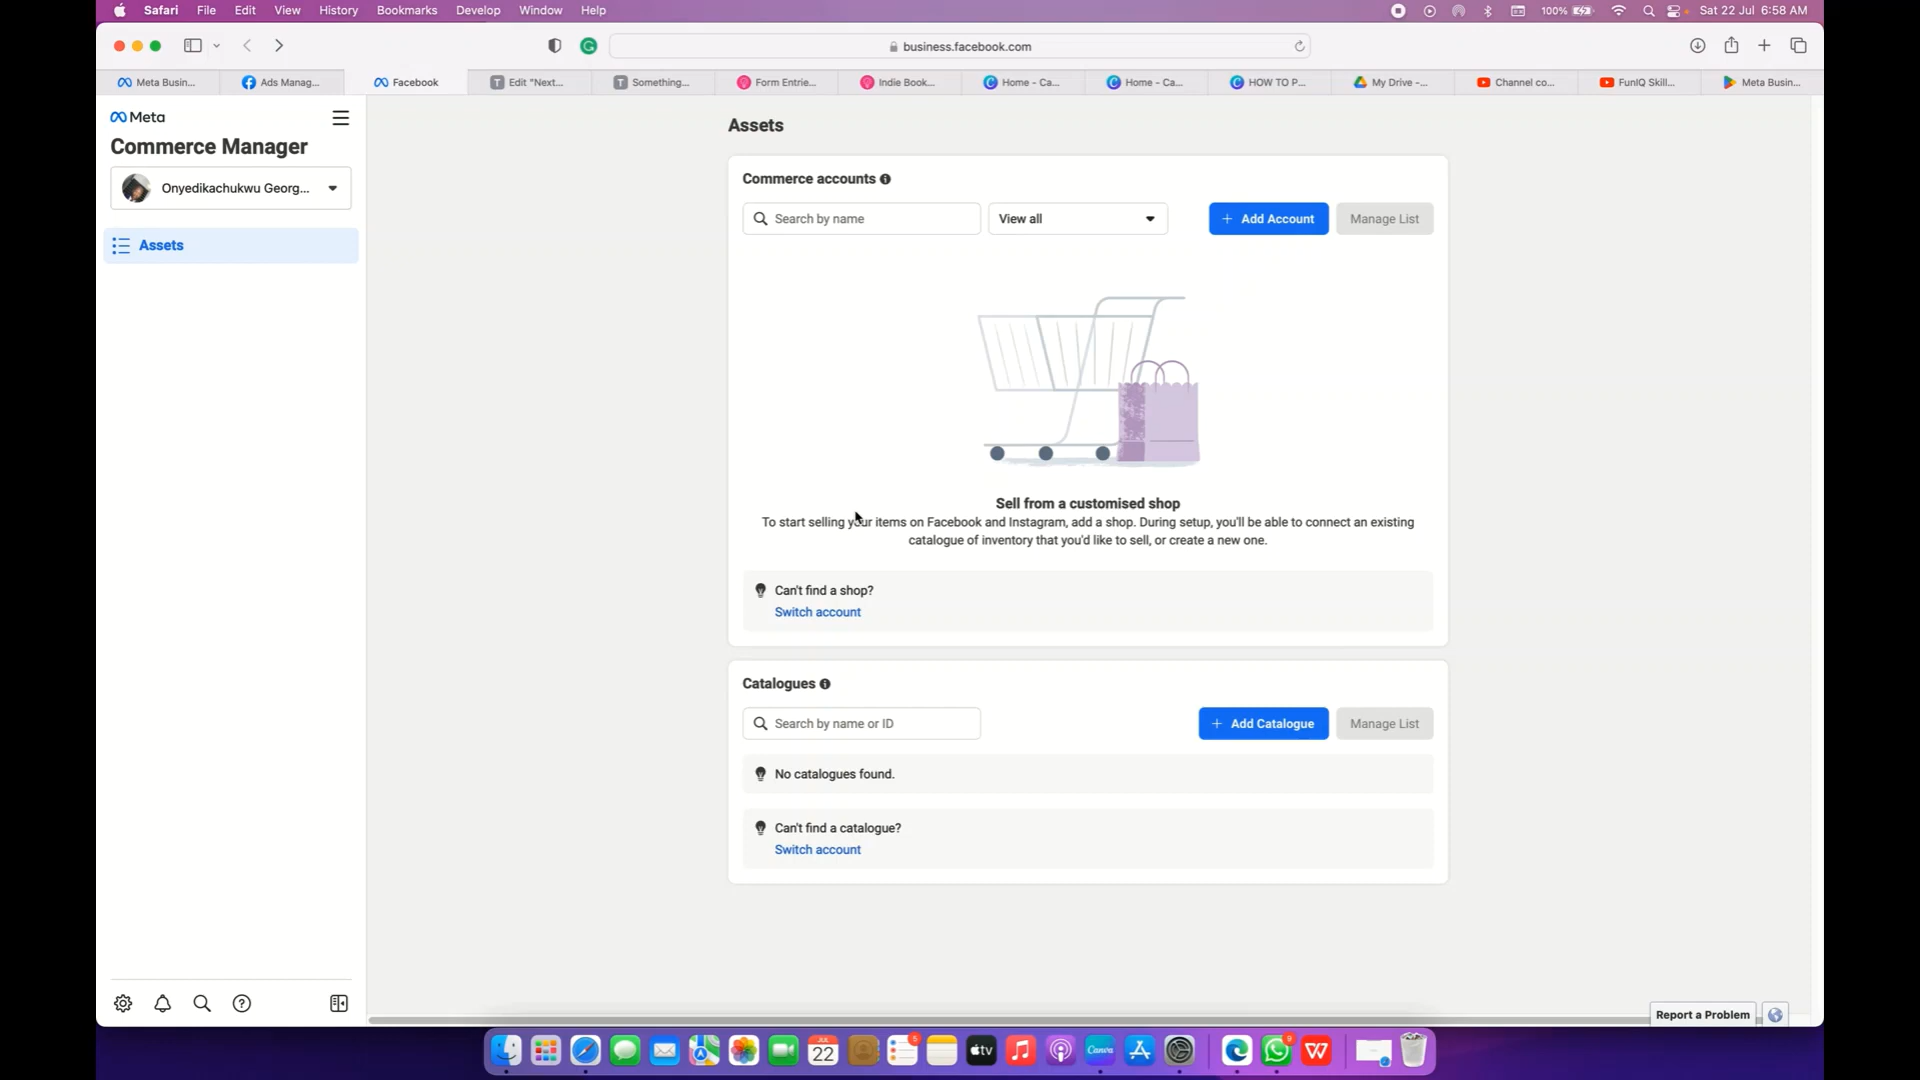 Safari File Edit View History Bookmarks Develop Window Help 100% Sat 22 Jul 6:58 AM
business.facebook.com
Meta Busin... Ads Manag... Facebook Edit "Next... Something... Form Entrie... Indie Book... Home - Ca... Home - Ca... HOW TO P... My Drive -... Channel co... FunIQ Skill... Meta Busin...
Meta
Commerce Manager
Onyedikachukwu Georg...
Assets
Assets
Commerce accounts
Search by name View all + Add Account Manage List
Sell from a customised shop
To start selling your items on Facebook and Instagram, add a shop. During setup, you'll be able to connect an existing
catalogue of inventory that you'd like to sell, or create a new one.
Can't find a shop?
Switch account
Catalogues
Search by name or ID + Add Catalogue Manage List
No catalogues found.
Can't find a catalogue?
Switch account
Report a Problem
JUL
22
5
tv
Canva
9
W